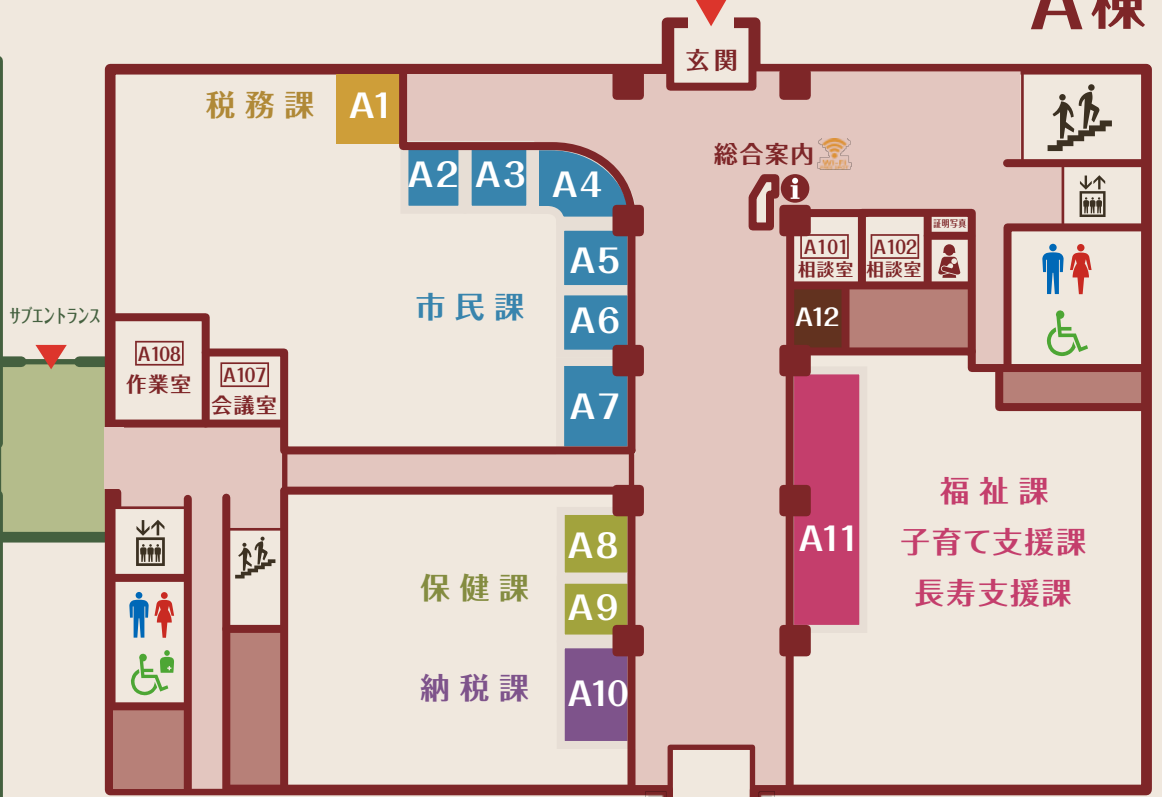 A棟
玄関
税務課
A1
総合案内
Wi-Fi
i
A2
A3
A4
A101
相談室
A102
相談室
証明写真
A5
市民課
A6
A12
サブエントランス
A108
作業室
A107
会議室
A7
福祉課
A11
子育て支援課
長寿支援課
A8
保健課
A9
納税課
A10